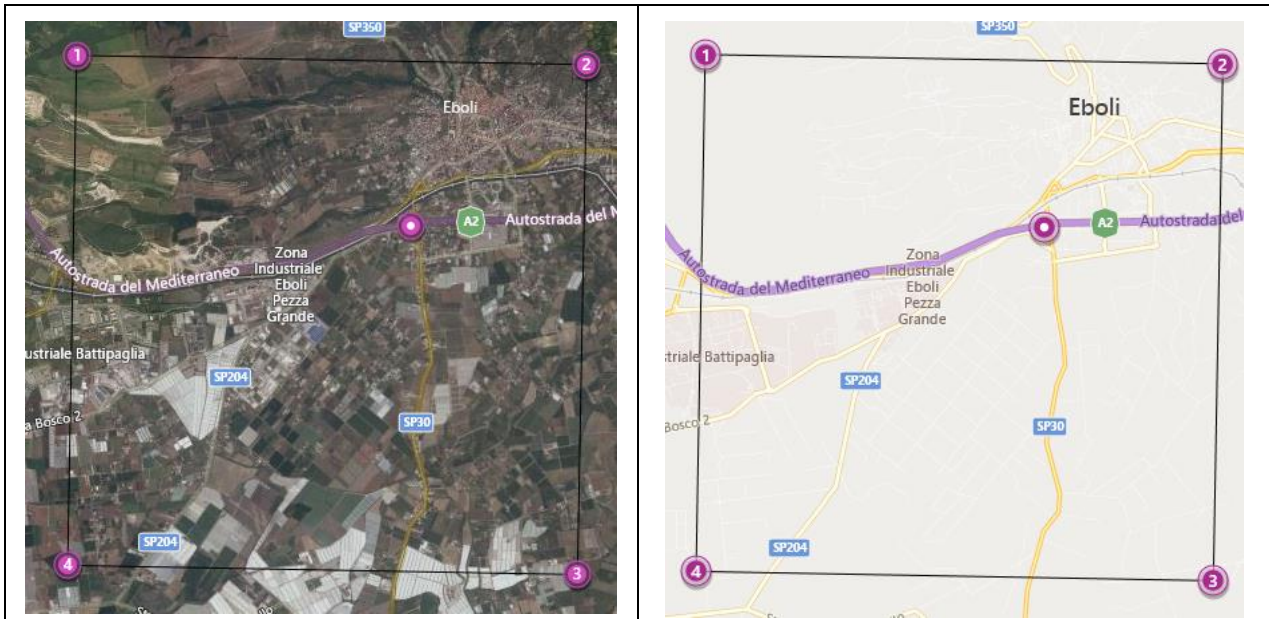 SP350
1
2
Eboli
A2
Autostrada del M
Autostrada del Mediterraneo
Zona
Industriale
Eboli
Pezza
Grande
ustriale Battipaglia
SP204
a Bosco 2
SP30
SP204
4
3
SP350
1
2
Eboli
A2
Autostrada del
Autostrada del Mediterraneo
Zona
Industriale
Eboli
Pezza
Grande
striale Battipaglia
SP204
Bosco 2
SP30
SP204
4
3